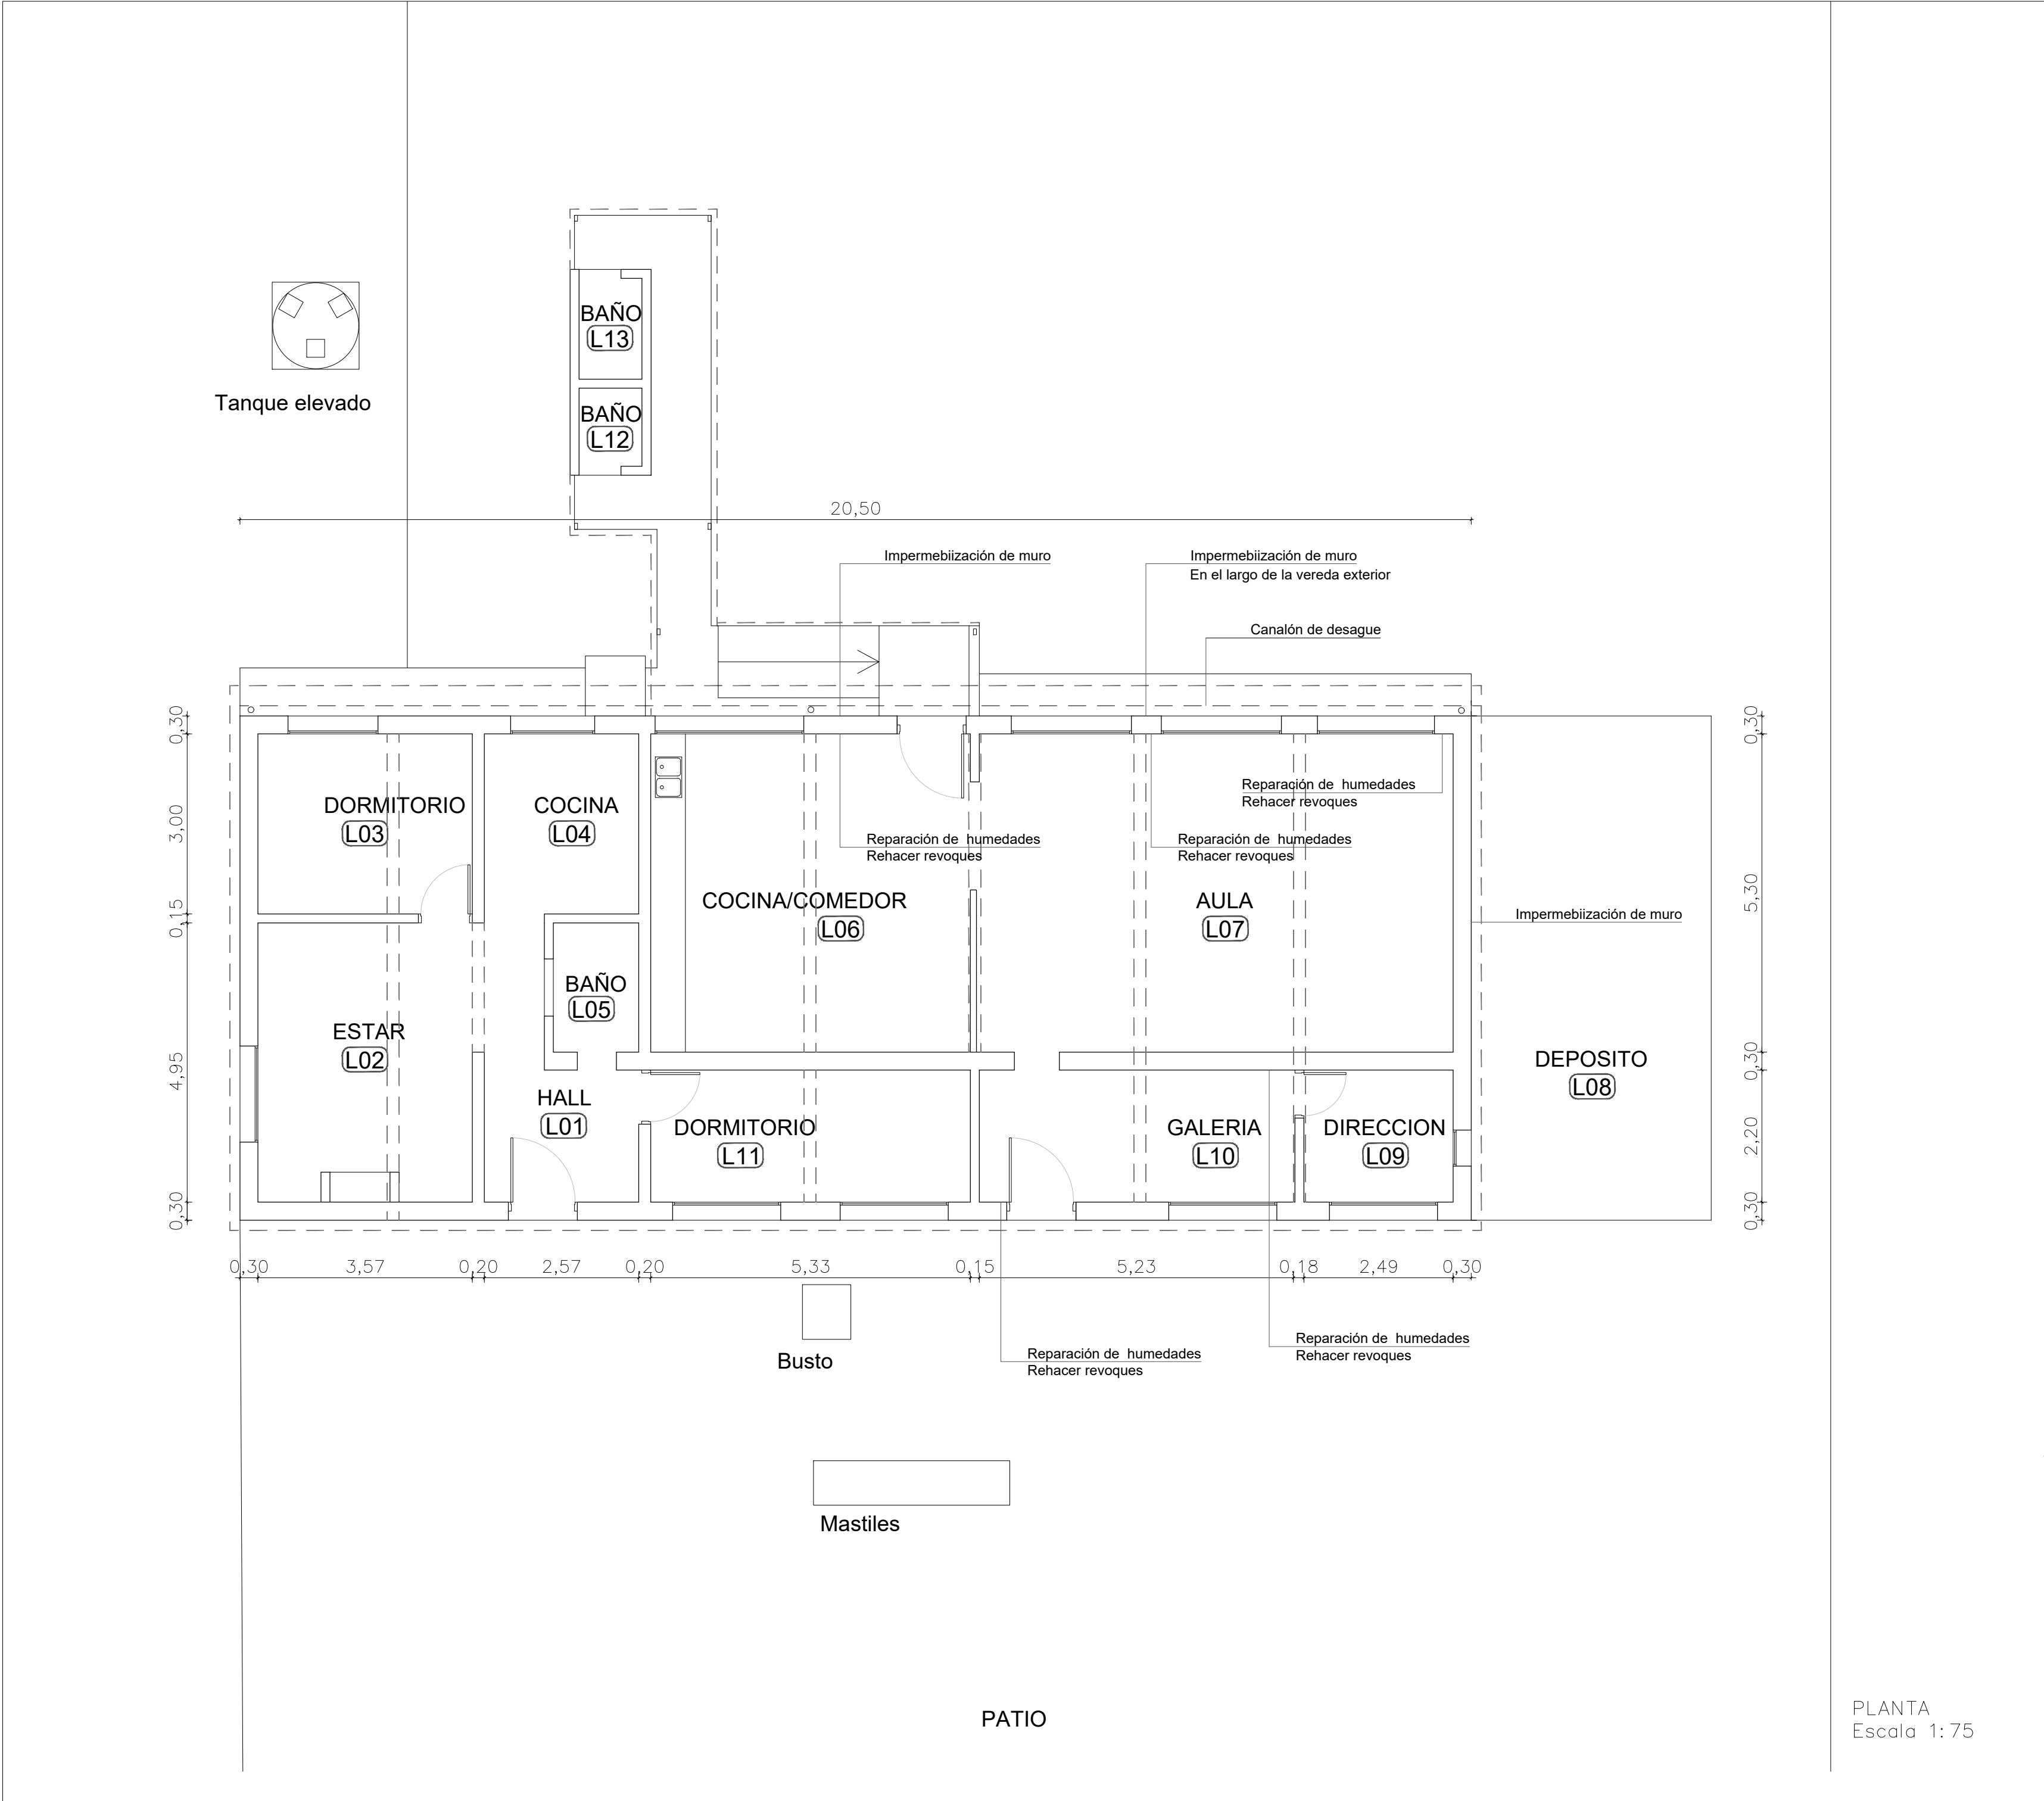 BAÑO
L13
Tanque elevado
BAÑO
L12
20,50
Impermebiización de muro
Impermebiización de muro
En el largo de la vereda exterior
Canalón de desague
0,30
0,30
Reparación de humedades
Rehacer revoques
DORMITORIO
L03
COCINA
L04
3,00
Reparación de humedades
Rehacer revoques
Reparación de humedades
Rehacer revoques
COCINA/COMEDOR
L06
AULA
L07
5,30
0,15
Impermebiización de muro
BAÑO
L05
ESTAR
L02
4,95
0,30
DEPOSITO
L08
HALL
L01
DORMITORIO
L11
GALERIA
L10
DIRECCION
L09
2,20
0,30
0,30
0,30
3,57
0,20
2,57
0,20
5,33
0,15
5,23
0,18
2,49
0,30
Busto
Reparación de humedades
Rehacer revoques
Reparación de humedades
Rehacer revoques
Mastiles
PATIO
PLANTA
Escala 1:75